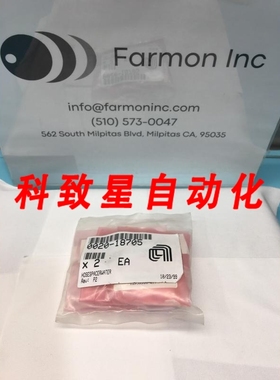 Farmon Inc
info@farmoninc.com
(510) 573-0047
562 South Milpitas Blvd, Milpitas CA, 95035
科致星自动化
0020-18705
x 2 EA